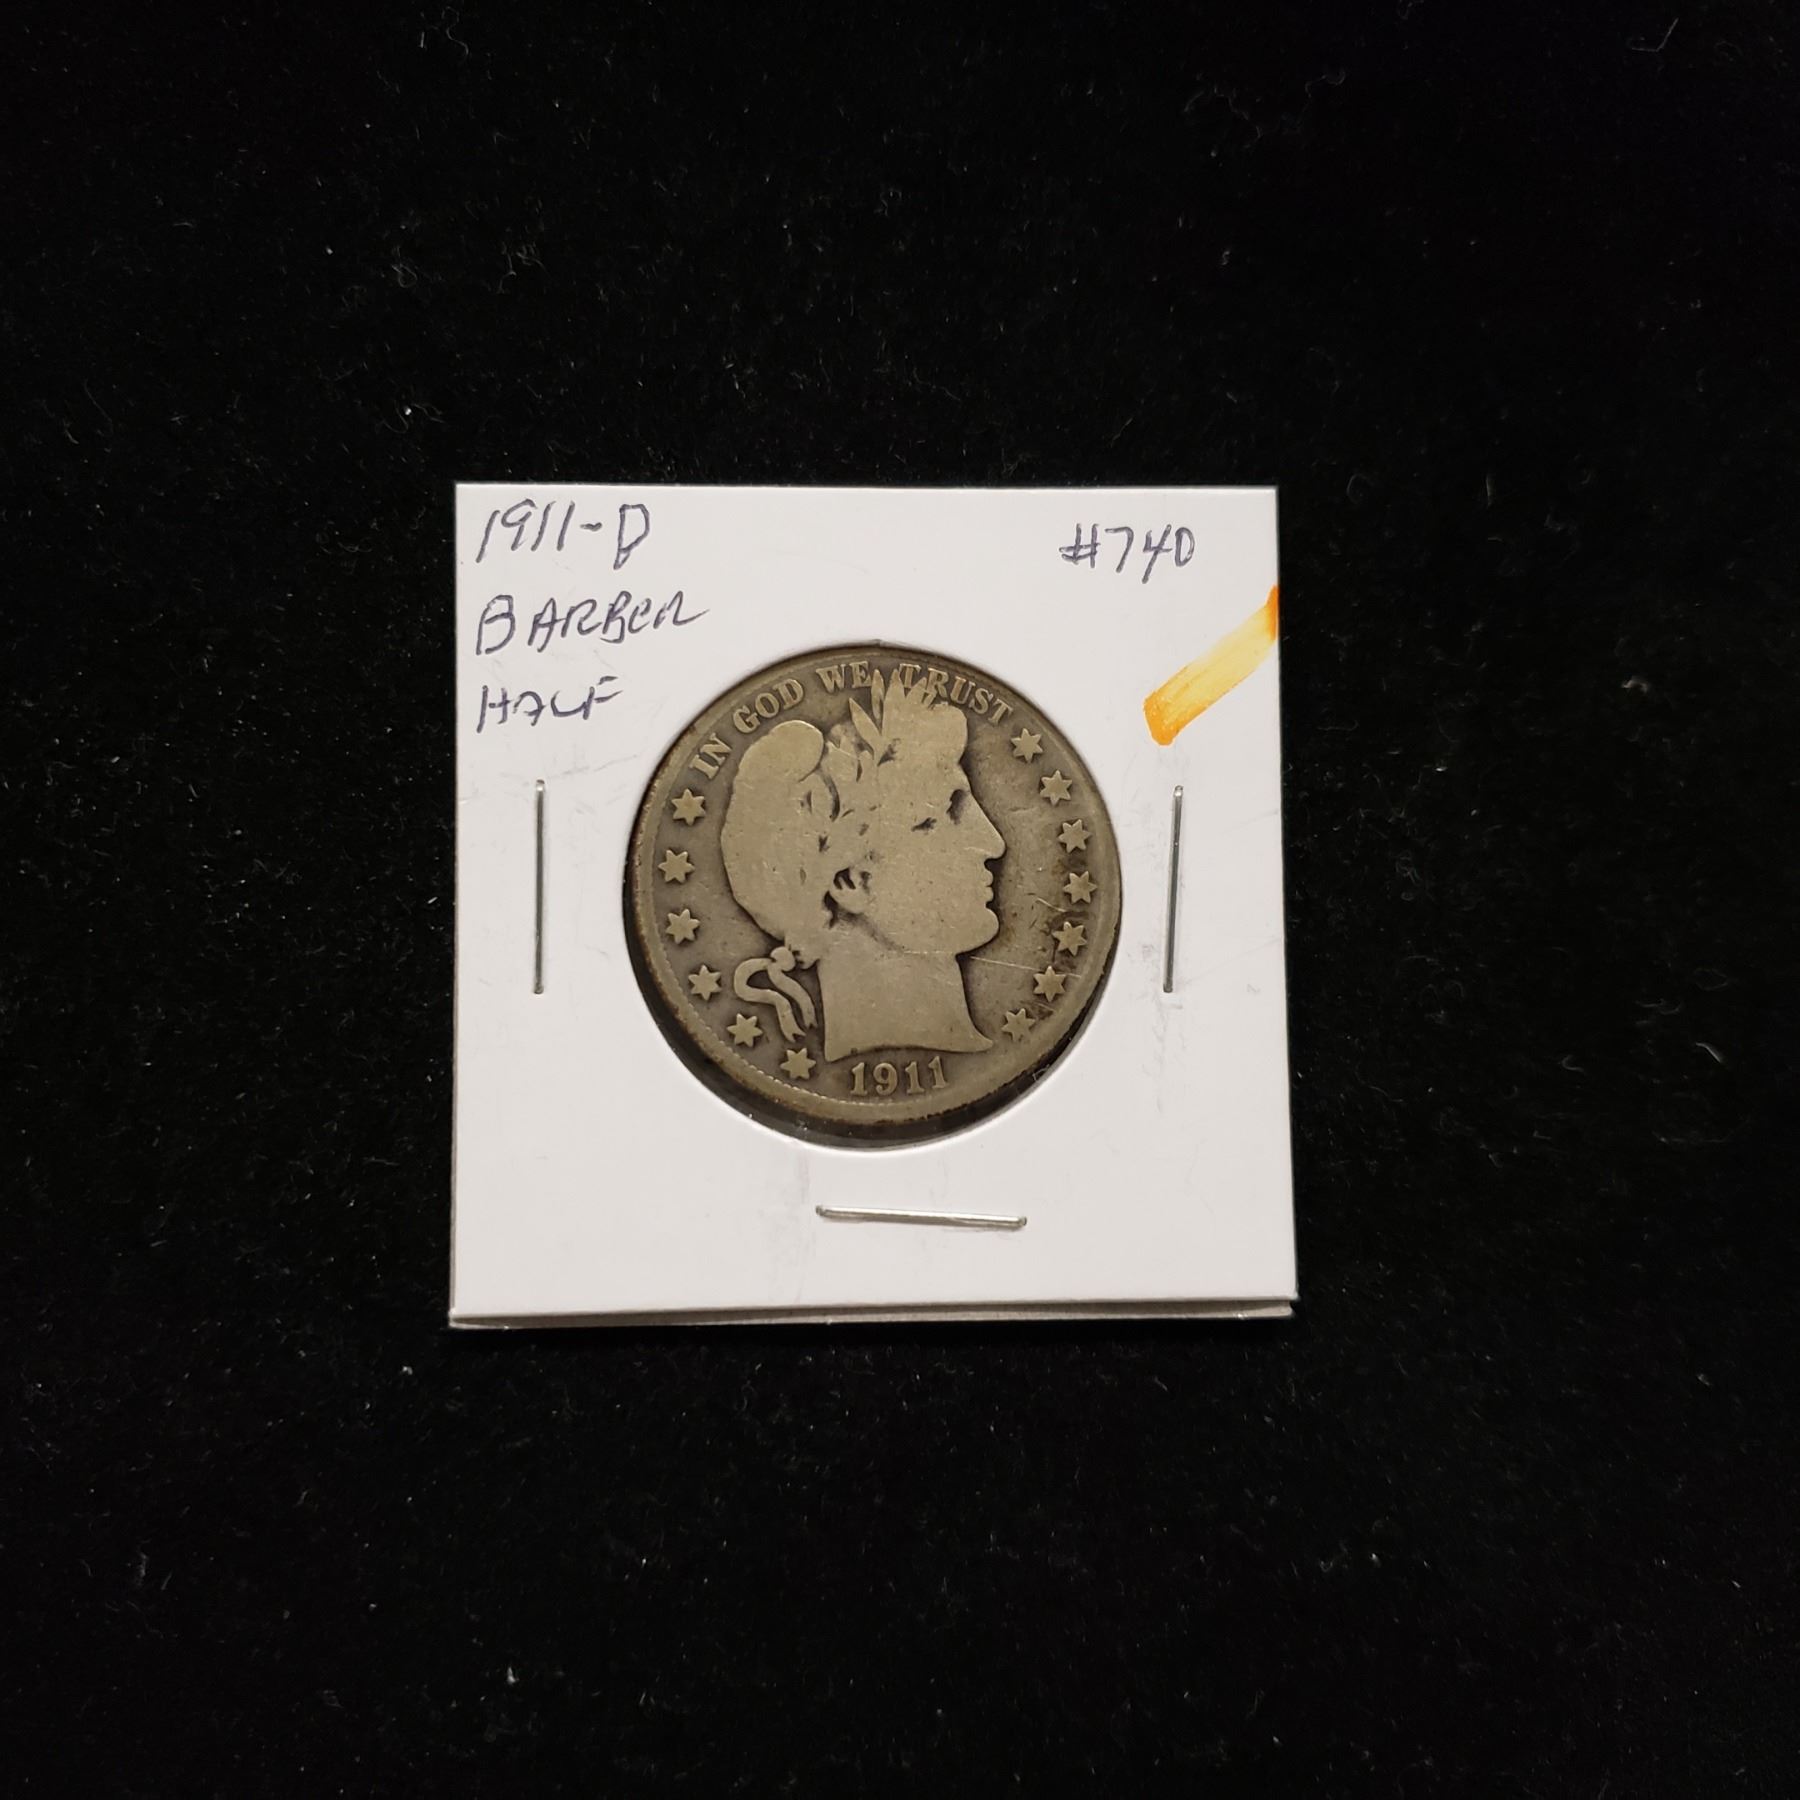 1911-D
#740
BARBER
HALF
IN GOD WE TRUST
1911